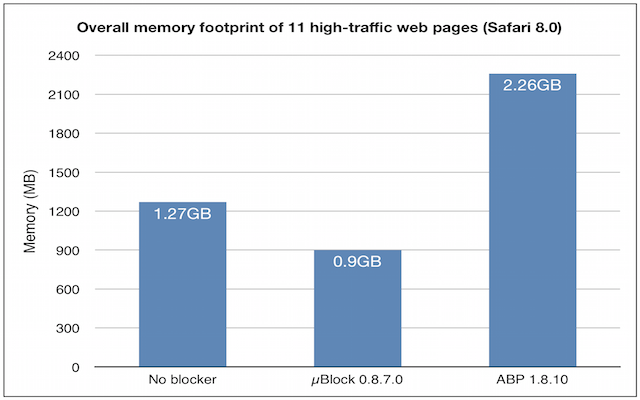 Overall memory footprint of 11 high-traffic web pages (Safari 8.0)
Memory (MB)
2400
2100
1800
1500
1200
900
600
300
0
1.27GB
0.9GB
2.26GB
No blocker
µBlock 0.8.7.0
ABP 1.8.10